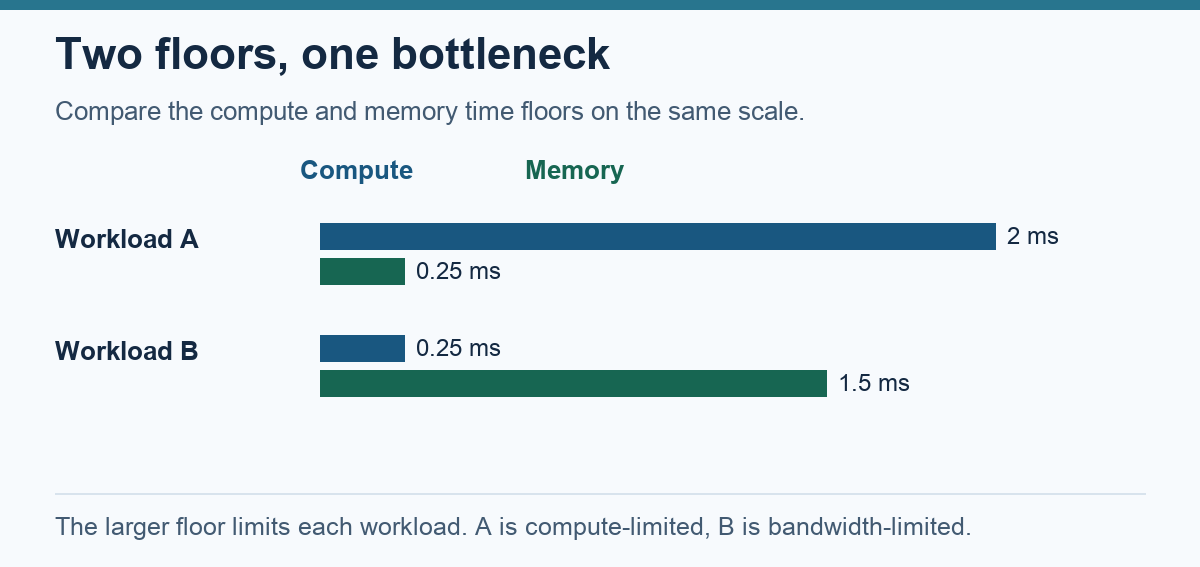 Two floors, one bottleneck
Compare the compute and memory time floors on the same scale.
Compute Memory
Workload A
2 ms
0.25 ms
Workload B
0.25 ms
1.5 ms
The larger floor limits each workload. A is compute-limited, B is bandwidth-limited.